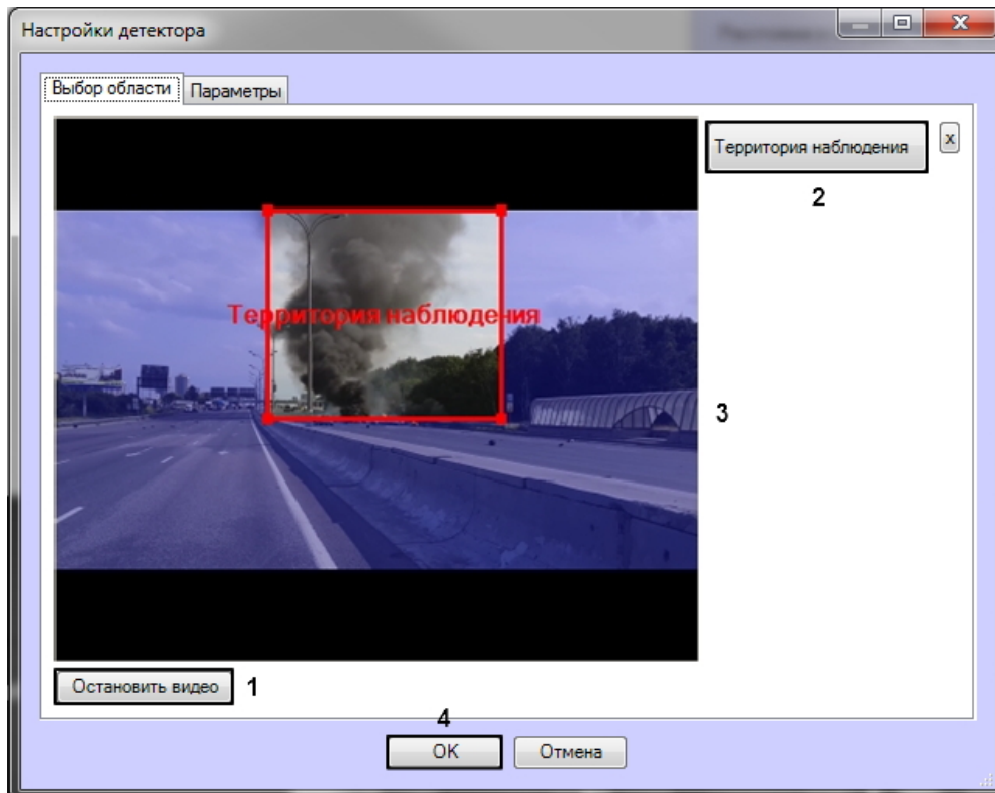 Настройки детектора
Выбор области
Параметры
Территория наблюдения
x
2
Территория наблюдения
3
Остановить видео
1
4
OK
Отмена